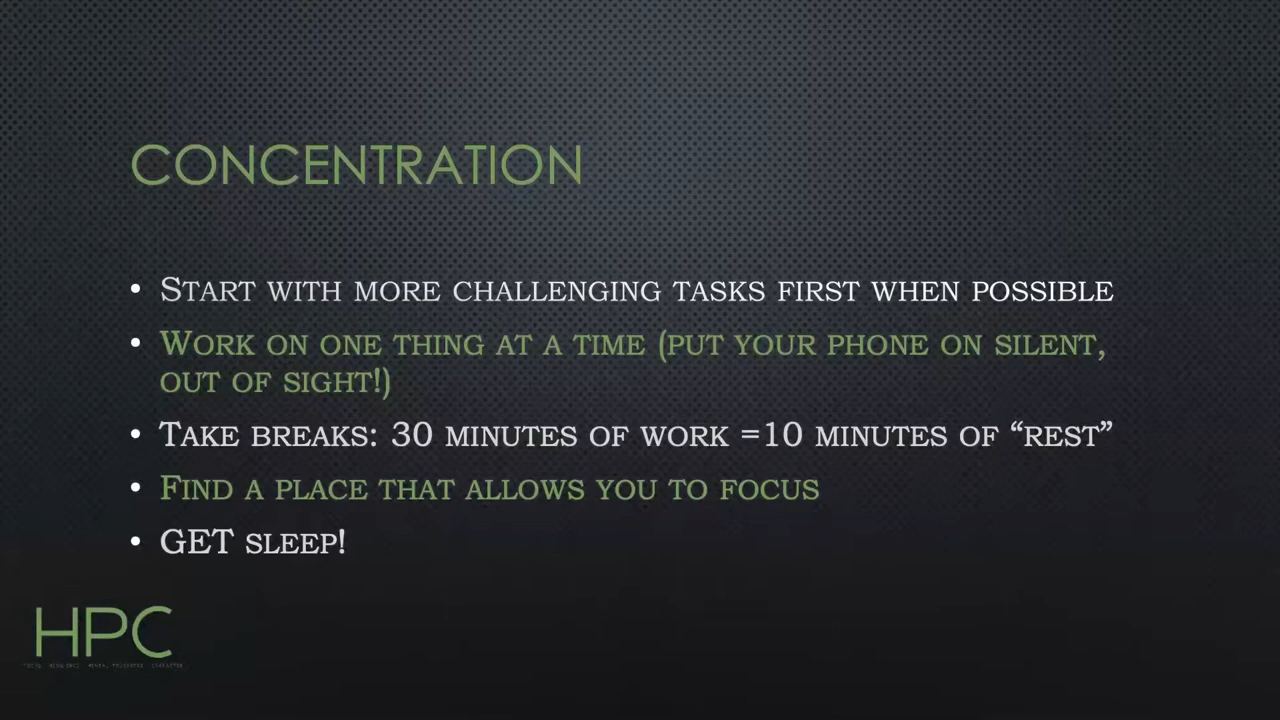 CONCENTRATION
• START WITH MORE CHALLENGING TASKS FIRST WHEN POSSIBLE
• WORK ON ONE THING AT A TIME (PUT YOUR PHONE ON SILENT,
OUT OF SIGHT!)
• TAKE BREAKS: 30 MINUTES OF WORK =10 MINUTES OF “REST”
• FIND A PLACE THAT ALLOWS YOU TO FOCUS
• GET SLEEP!
HPC